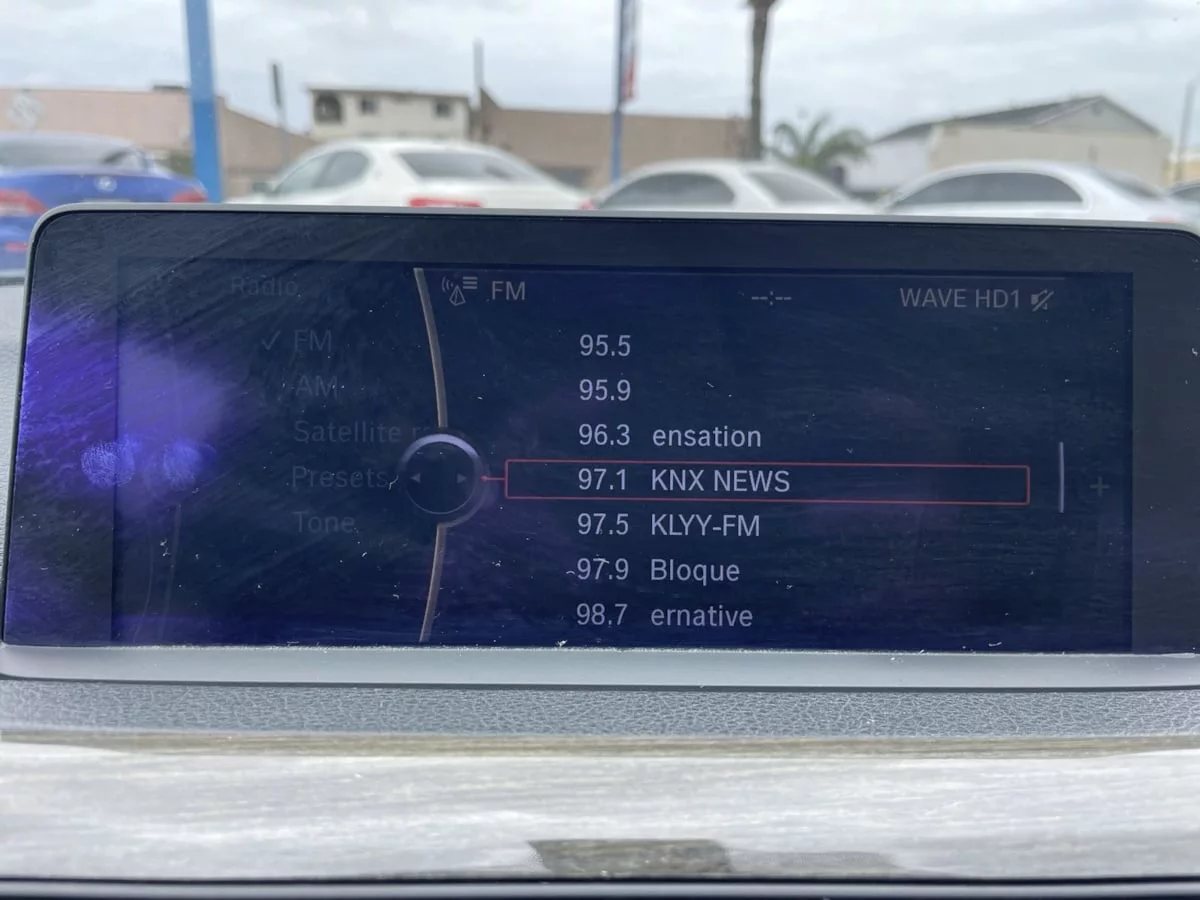 Radio
FM
--:--
WAVE HD1
✓ FM
AM
Satellite r
Presets
Tone
95.5
95.9
96.3 ensation
97.1 KNX NEWS
97.5 KLYY-FM
97.9 Bloque
98.7 ernative
+